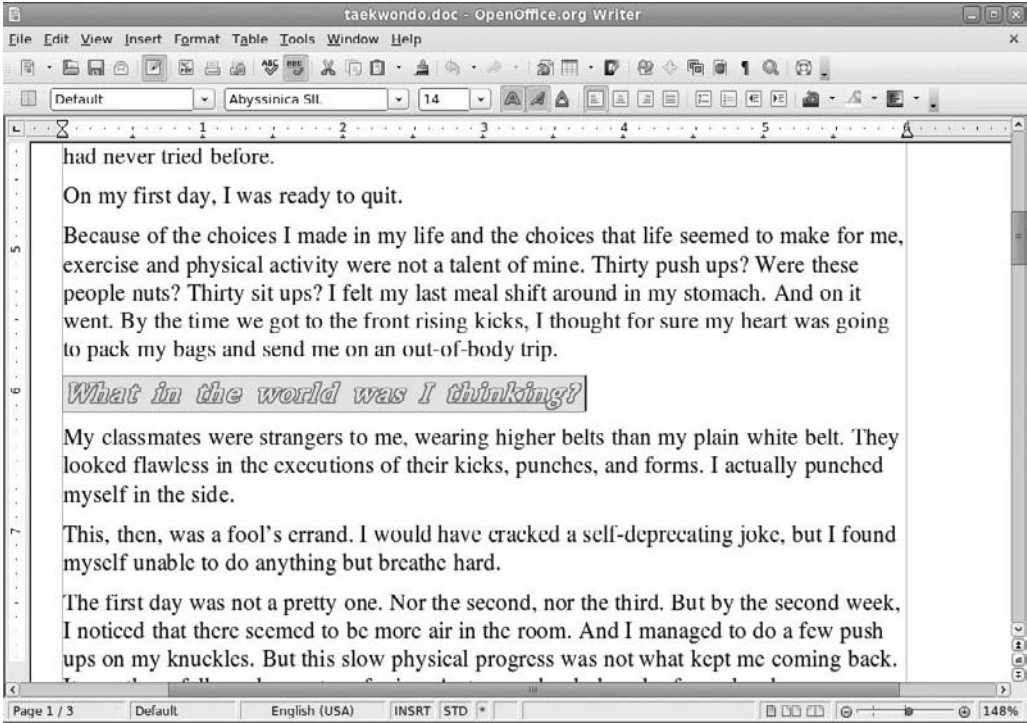 taekwondo.doc - OpenOffice.org Writer
File Edit View Insert Format Table Tools Window Help
Default Abyssinica SIL 14
1 2 3 4 5 6
had never tried before.
On my first day, I was ready to quit.
5
Because of the choices I made in my life and the choices that life seemed to make for me,
exercise and physical activity were not a talent of mine. Thirty push ups? Were these
people nuts? Thirty sit ups? I felt my last meal shift around in my stomach. And on it
went. By the time we got to the front rising kicks, I thought for sure my heart was going
to pack my bags and send me on an out-of-body trip.
6
What in the world was I thinking?
My classmates were strangers to me, wearing higher belts than my plain white belt. They
looked flawless in the executions of their kicks, punches, and forms. I actually punched
myself in the side.
7
This, then, was a fool's errand. I would have cracked a self-deprecating joke, but I found
myself unable to do anything but breathe hard.
The first day was not a pretty one. Nor the second, nor the third. But by the second week,
I noticed that there seemed to be more air in the room. And I managed to do a few push
ups on my knuckles. But this slow physical progress was not what kept me coming back.
Page 1 / 3 Default English (USA) INSRT STD * 148%